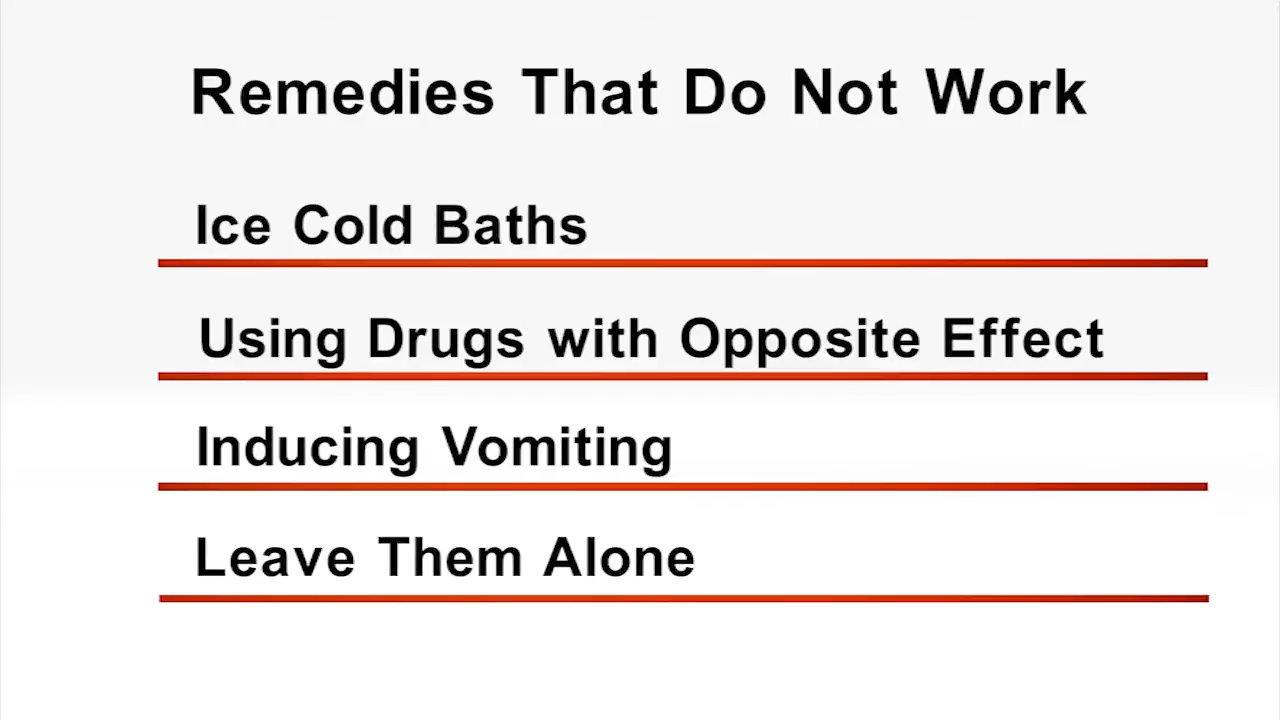 Remedies That Do Not Work
Ice Cold Baths
Using Drugs with Opposite Effect
Inducing Vomiting
Leave Them Alone